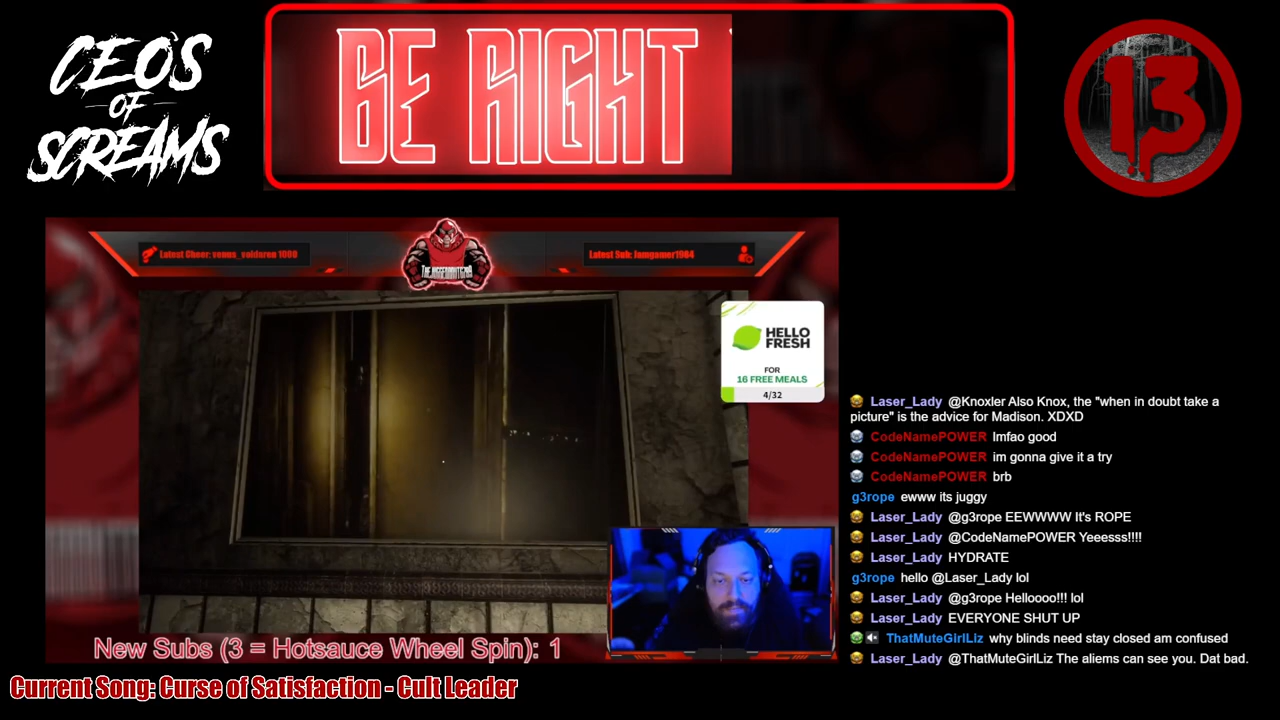 CEO'S
OF
SCREAMS
BE RIGHT
13
Latest Cheer: venus_valdaren 1000
Latest Sub: Iamgamer1984
HELLO
FRESH
FOR
16 FREE MEALS
4/32
Laser_Lady @Knoxler Also Knox, the "when in doubt take a
picture" is the advice for Madison. XDXD
CodeNamePOWER lmfao good
CodeNamePOWER im gonna give it a try
CodeNamePOWER brb
g3rope ewww its juggy
Laser_Lady @g3rope EEWWWW It's ROPE
Laser_Lady @CodeNamePOWER Yeeesss!!!!
Laser_Lady HYDRATE
g3rope hello @Laser_Lady lol
Laser_Lady @g3rope Helloooo!!! lol
Laser_Lady EVERYONE SHUT UP
ThatMuteGirlLiz why blinds need stay closed am confused
Laser_Lady @ThatMuteGirlLiz The aliems can see you. Dat bad.
New Subs (3 = Hotsauce Wheel Spin): 1
Current Song: Curse of Satisfaction - Cult Leader